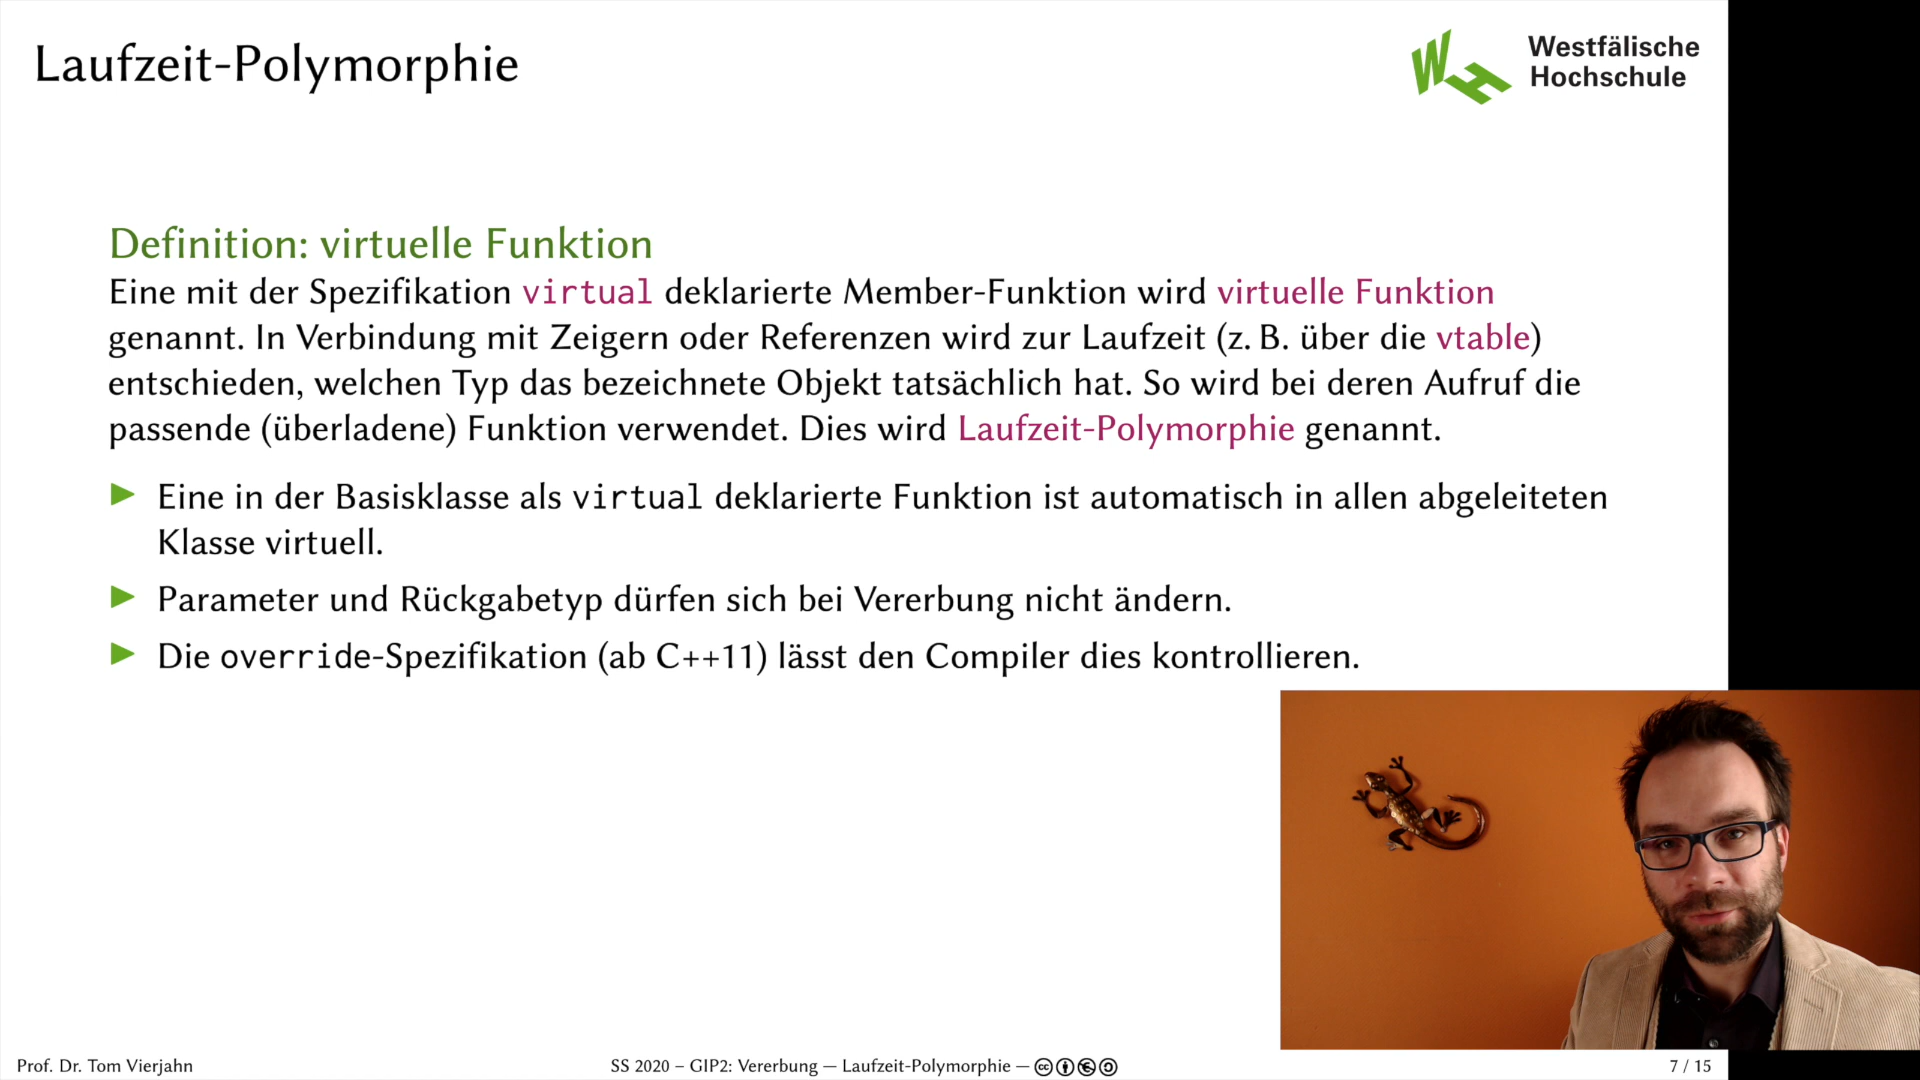 Laufzeit-Polymorphie
Westfälische
Hochschule
Definition: virtuelle Funktion
Eine mit der Spezifikation virtual deklarierte Member-Funktion wird virtuelle Funktion
genannt. In Verbindung mit Zeigern oder Referenzen wird zur Laufzeit (z. B. über die vtable)
entschieden, welchen Typ das bezeichnete Objekt tatsächlich hat. So wird bei deren Aufruf die
passende (überladene) Funktion verwendet. Dies wird Laufzeit-Polymorphie genannt.
▶ Eine in der Basisklasse als virtual deklarierte Funktion ist automatisch in allen abgeleiteten
Klasse virtuell.
▶ Parameter und Rückgabetyp dürfen sich bei Vererbung nicht ändern.
▶ Die override-Spezifikation (ab C++11) lässt den Compiler dies kontrollieren.
Prof. Dr. Tom Vierjahn
SS 2020 – GIP2: Vererbung — Laufzeit-Polymorphie —
7 / 15